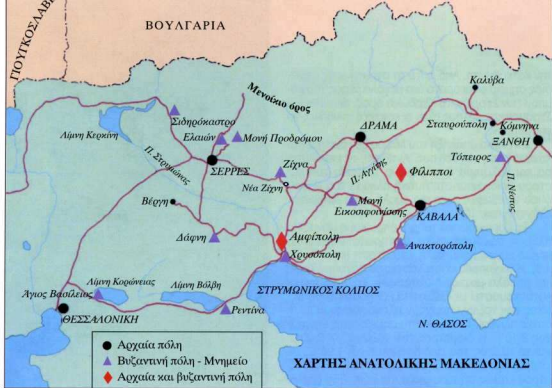 ΓΙΟΥΓΚΟΣΛΑΒΙΑ
ΒΟΥΛΓΑΡΙΑ
Μενοίκιο όρος
Καλύβα
Σιδηρόκαστρο
Λίμνη Κερκίνη
Ελαιών
Μονή Προδρόμου
ΔΡΑΜΑ
Σταυρούπολη
Κόμνηνα
ΞΑΝΘΗ
Π. Στρυμώνας
ΣΕΡΡΕΣ
Ζίχνα
Νέα Ζίχνη
Π. Αγγίτης
Φίλιπποι
Τόπειρος
Π. Νέστος
Βέργη
Μονή
Εικοσιφοινίσσης
ΚΑΒΑΛΑ
Δάφνη
Αμφίπολη
Χρυσόπολη
Ανακτορόπολη
Άγιος Βασίλειος
Λίμνη Κορώνειας
Λίμνη Βόλβη
ΣΤΡΥΜΩΝΙΚΟΣ ΚΟΛΠΟΣ
Ρεντίνα
ΘΕΣΣΑΛΟΝΙΚΗ
Ν. ΘΑΣΟΣ
Αρχαία πόλη
Βυζαντινή πόλη - Μνημείο
Αρχαία και βυζαντινή πόλη
ΧΑΡΤΗΣ ΑΝΑΤΟΛΙΚΗΣ ΜΑΚΕΔΟΝΙΑΣ